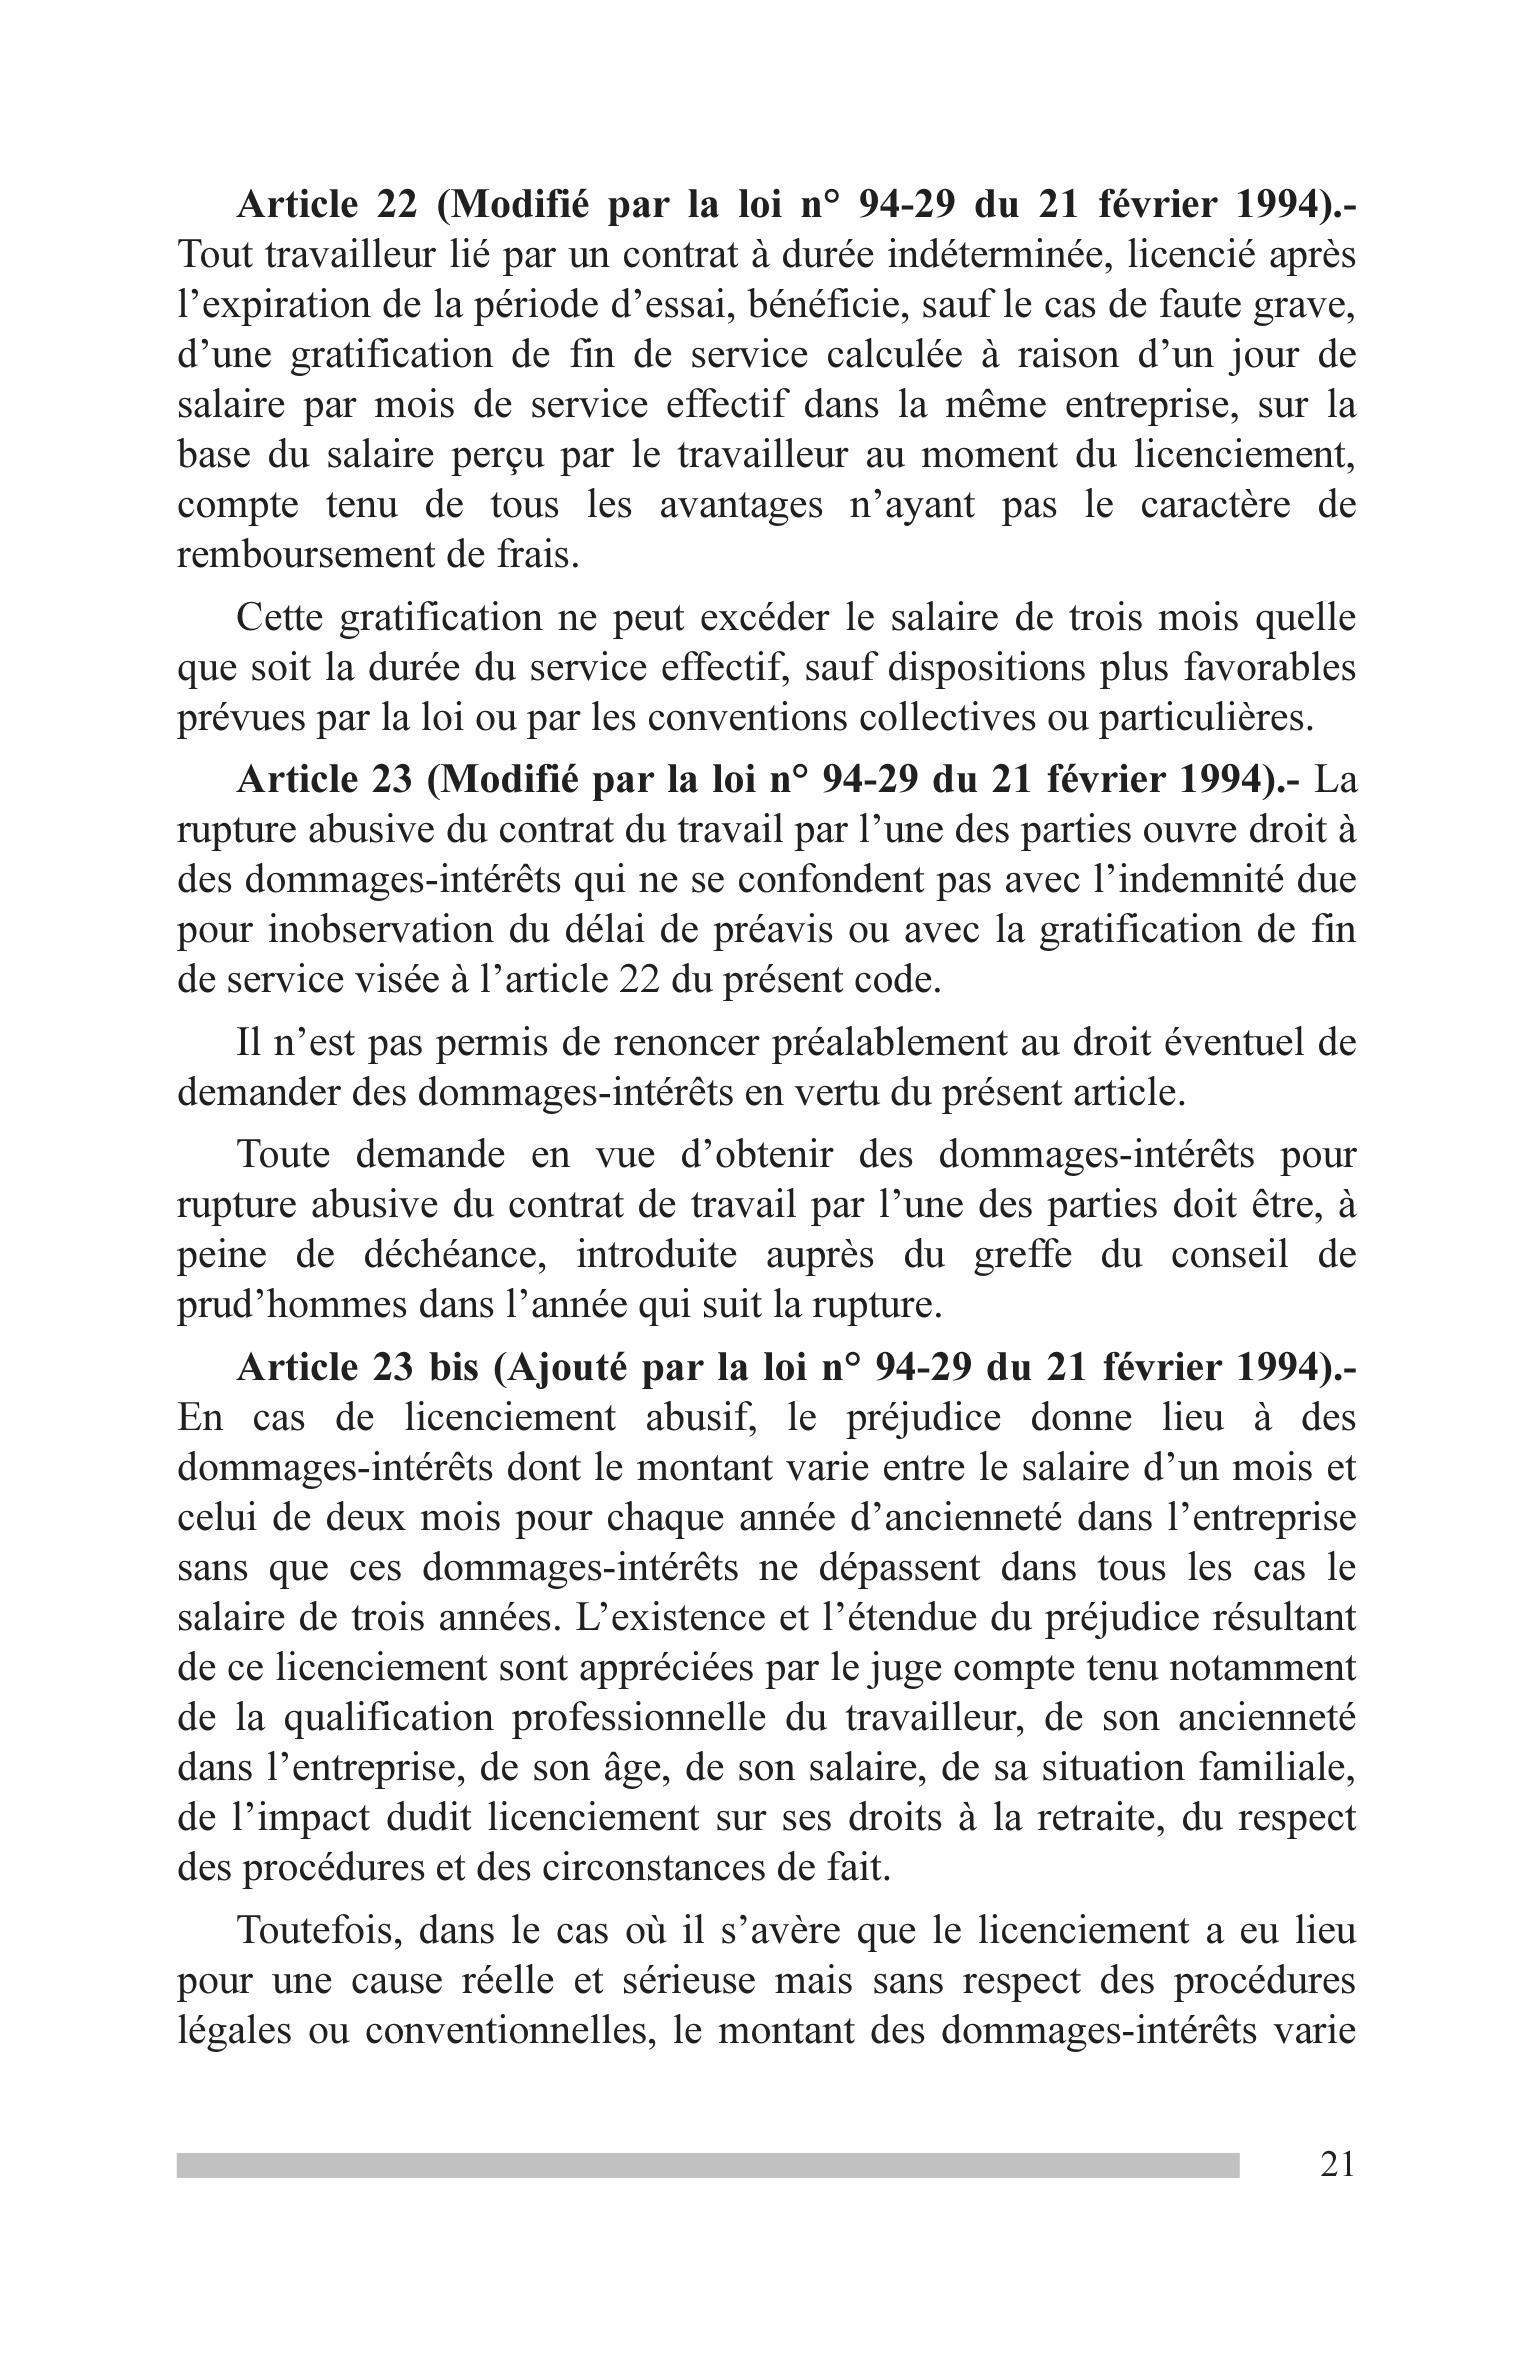 Article 22 (Modifié par la loi n° 94-29 du 21 février 1994).-
Tout travailleur lié par un contrat à durée indéterminée, licencié après
l’expiration de la période d’essai, bénéficie, sauf le cas de faute grave,
d’une gratification de fin de service calculée à raison d’un jour de
salaire par mois de service effectif dans la même entreprise, sur la
base du salaire perçu par le travailleur au moment du licenciement,
compte tenu de tous les avantages n’ayant pas le caractère de
remboursement de frais.
Cette gratification ne peut excéder le salaire de trois mois quelle
que soit la durée du service effectif, sauf dispositions plus favorables
prévues par la loi ou par les conventions collectives ou particulières.
Article 23 (Modifié par la loi n° 94-29 du 21 février 1994).- La
rupture abusive du contrat du travail par l’une des parties ouvre droit à
des dommages-intérêts qui ne se confondent pas avec l’indemnité due
pour inobservation du délai de préavis ou avec la gratification de fin
de service visée à l’article 22 du présent code.
Il n’est pas permis de renoncer préalablement au droit éventuel de
demander des dommages-intérêts en vertu du présent article.
Toute demande en vue d’obtenir des dommages-intérêts pour
rupture abusive du contrat de travail par l’une des parties doit être, à
peine de déchéance, introduite auprès du greffe du conseil de
prud’hommes dans l’année qui suit la rupture.
Article 23 bis (Ajouté par la loi n° 94-29 du 21 février 1994).-
En cas de licenciement abusif, le préjudice donne lieu à des
dommages-intérêts dont le montant varie entre le salaire d’un mois et
celui de deux mois pour chaque année d’ancienneté dans l’entreprise
sans que ces dommages-intérêts ne dépassent dans tous les cas le
salaire de trois années. L’existence et l’étendue du préjudice résultant
de ce licenciement sont appréciées par le juge compte tenu notamment
de la qualification professionnelle du travailleur, de son ancienneté
dans l’entreprise, de son âge, de son salaire, de sa situation familiale,
de l’impact dudit licenciement sur ses droits à la retraite, du respect
des procédures et des circonstances de fait.
Toutefois, dans le cas où il s’avère que le licenciement a eu lieu
pour une cause réelle et sérieuse mais sans respect des procédures
légales ou conventionnelles, le montant des dommages-intérêts varie
21